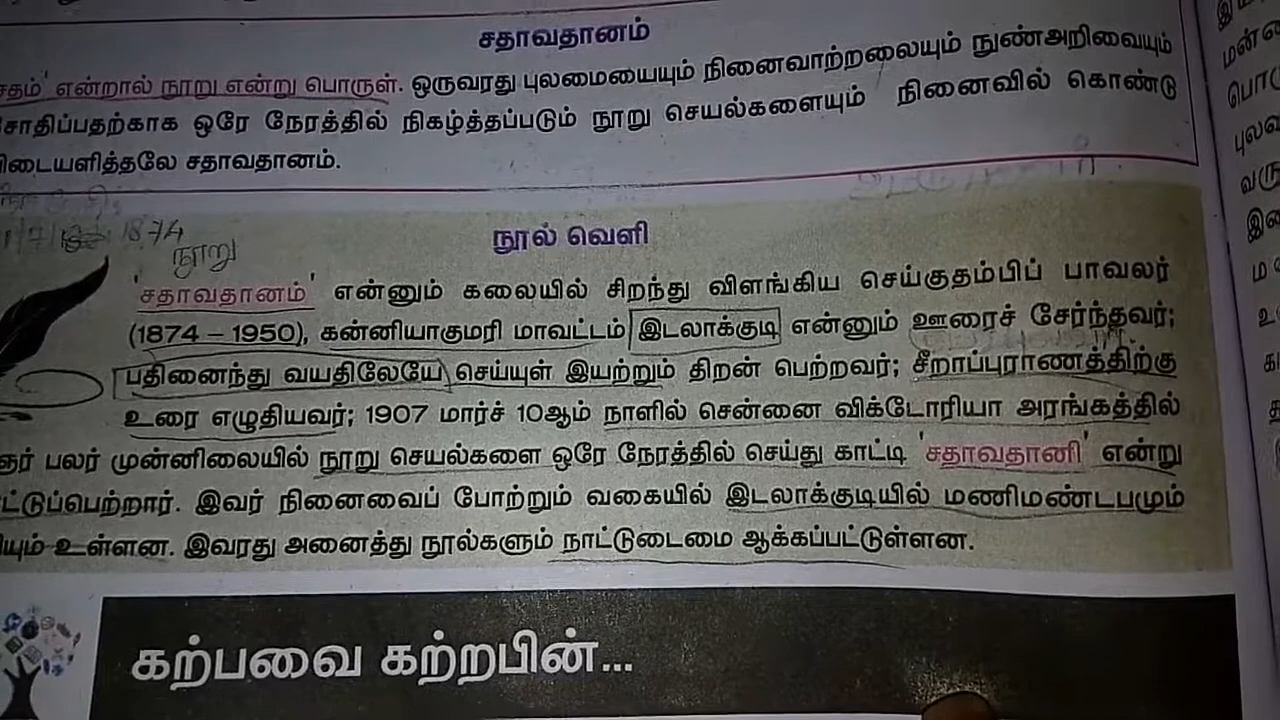 சதாவதானம்
சதம்' என்றால் நூறு என்று பொருள். ஒருவரது புலமையையும் நினைவாற்றலையும் நுண்அறிவையும்
சோதிப்பதற்காக ஒரே நேரத்தில் நிகழ்த்தப்படும் நூறு செயல்களையும் நினைவில் கொண்டு
விடையளித்தலே சதாவதானம்.
1874
நூறு
நூல் வெளி
'சதாவதானம்' என்னும் கலையில் சிறந்து விளங்கிய செய்குதம்பிப் பாவலர்
(1874 – 1950), கன்னியாகுமரி மாவட்டம் இடலாக்குடி என்னும் ஊரைச் சேர்ந்தவர்;
பதினைந்து வயதிலேயே செய்யுள் இயற்றும் திறன் பெற்றவர்; சீறாப்புராணத்திற்கு
உரை எழுதியவர்; 1907 மார்ச் 10ஆம் நாளில் சென்னை விக்டோரியா அரங்கத்தில்
பலர் முன்னிலையில் நூறு செயல்களை ஒரே நேரத்தில் செய்து காட்டி 'சதாவதானி' என்று
இவர் நினைவைப் போற்றும் வகையில் இடலாக்குடியில் மணிமண்டபமும்
உள்ளன. இவரது அனைத்து நூல்களும் நாட்டுடைமை ஆக்கப்பட்டுள்ளன.
கற்பவை கற்றபின்...